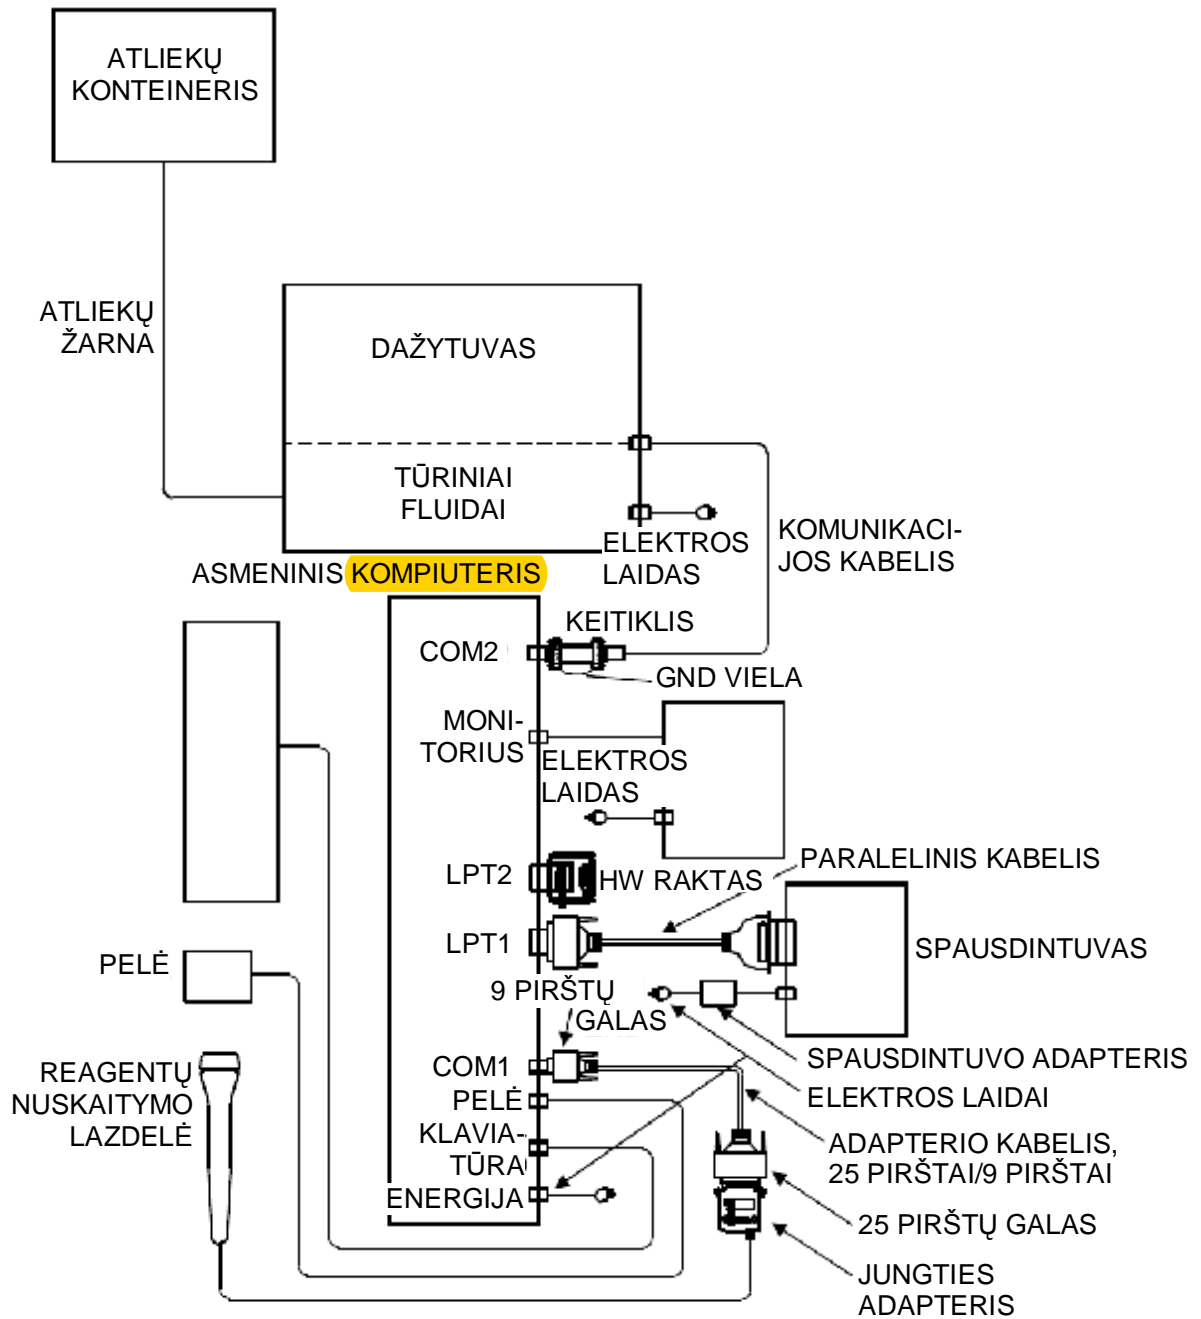 ATLIEKŲ
KONTEINERIS
ATLIEKŲ
ŽARNA
DAŽYTUVAS
TŪRINIAI
FLUIDAI
ELEKTROS
LAIDAS
KOMUNIKACI-
JOS KABELIS
ASMENINIS KOMPIUTERIS
KEITIKLIS
COM2
GND VIELA
MONI-
TORIUS
ELEKTROS
LAIDAS
PARALELINIS KABELIS
LPT2
HW RAKTAS
LPT1
SPAUSDINTUVAS
PELĖ
9 PIRŠTŲ
GALAS
SPAUSDINTUVO ADAPTERIS
ELEKTROS LAIDAI
REAGENTŲ
NUSKAITYMO
LAZDELĖ
COM1
PELĖ
KLAVIA-
TŪRA
ENERGIJA
ADAPTERIO KABELIS,
25 PIRŠTAI/9 PIRŠTAI
25 PIRŠTŲ GALAS
JUNGTIES
ADAPTERIS